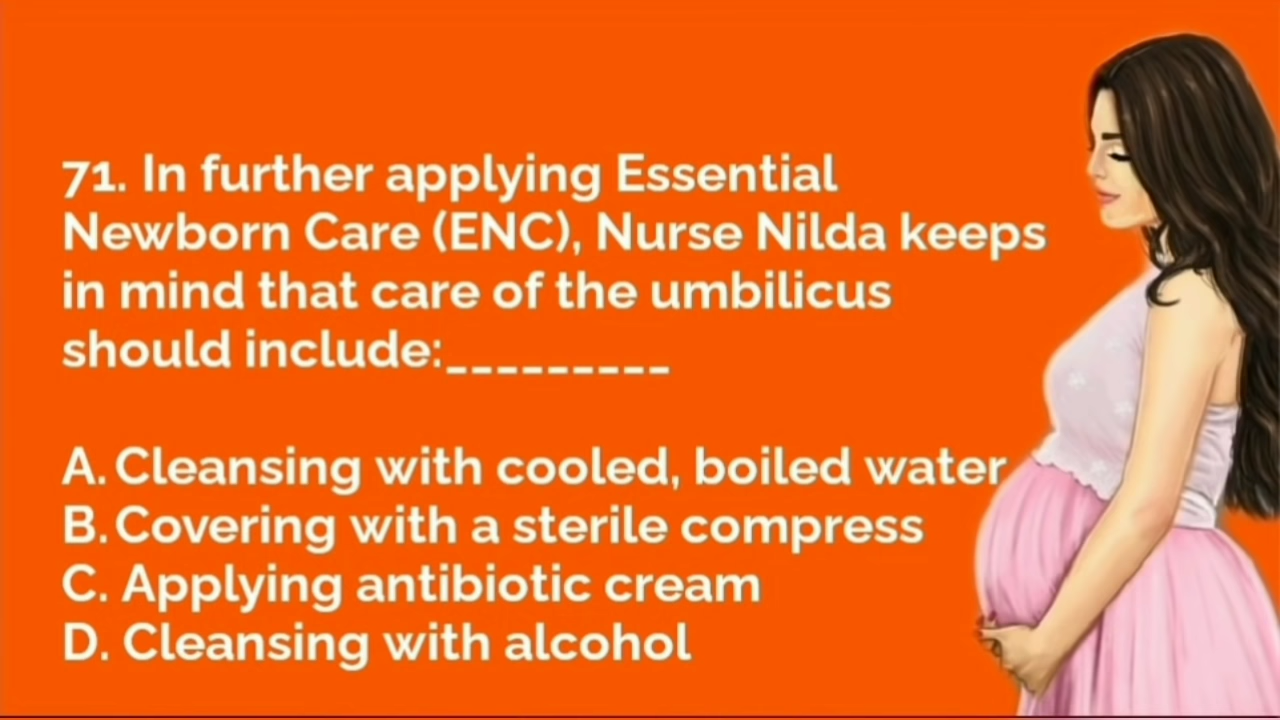 71. In further applying Essential
Newborn Care (ENC), Nurse Nilda keeps
in mind that care of the umbilicus
should include:_________
A. Cleansing with cooled, boiled water
B. Covering with a sterile compress
C. Applying antibiotic cream
D. Cleansing with alcohol